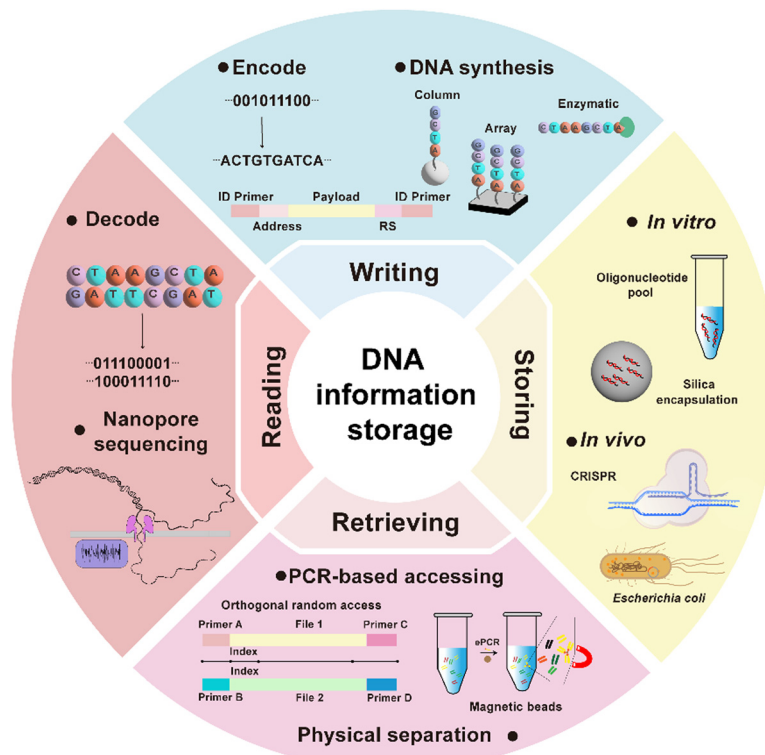 ● Encode
···001011100···
···ACTGTGATCA···
ID Primer Payload ID Primer
Address RS
● DNA synthesis
Column
G
C
T
A
Array
G G G
C C C
T T T
A A A
Enzymatic
C T A A G C T A
Writing
● In vitro
Oligonucleotide
pool
Silica
encapsulation
● In vivo
CRISPR
Escherichia coli
Storing
● Decode
C T A A G C T A
G A T T C G A T
···011100001···
···100011110···
● Nanopore
sequencing
Reading
DNA
information
storage
Retrieving
●PCR-based accessing
Orthogonal random access
Primer A File 1 Primer C
Index
Index
Primer B File 2 Primer D
ePCR
Magnetic beads
Physical separation ●